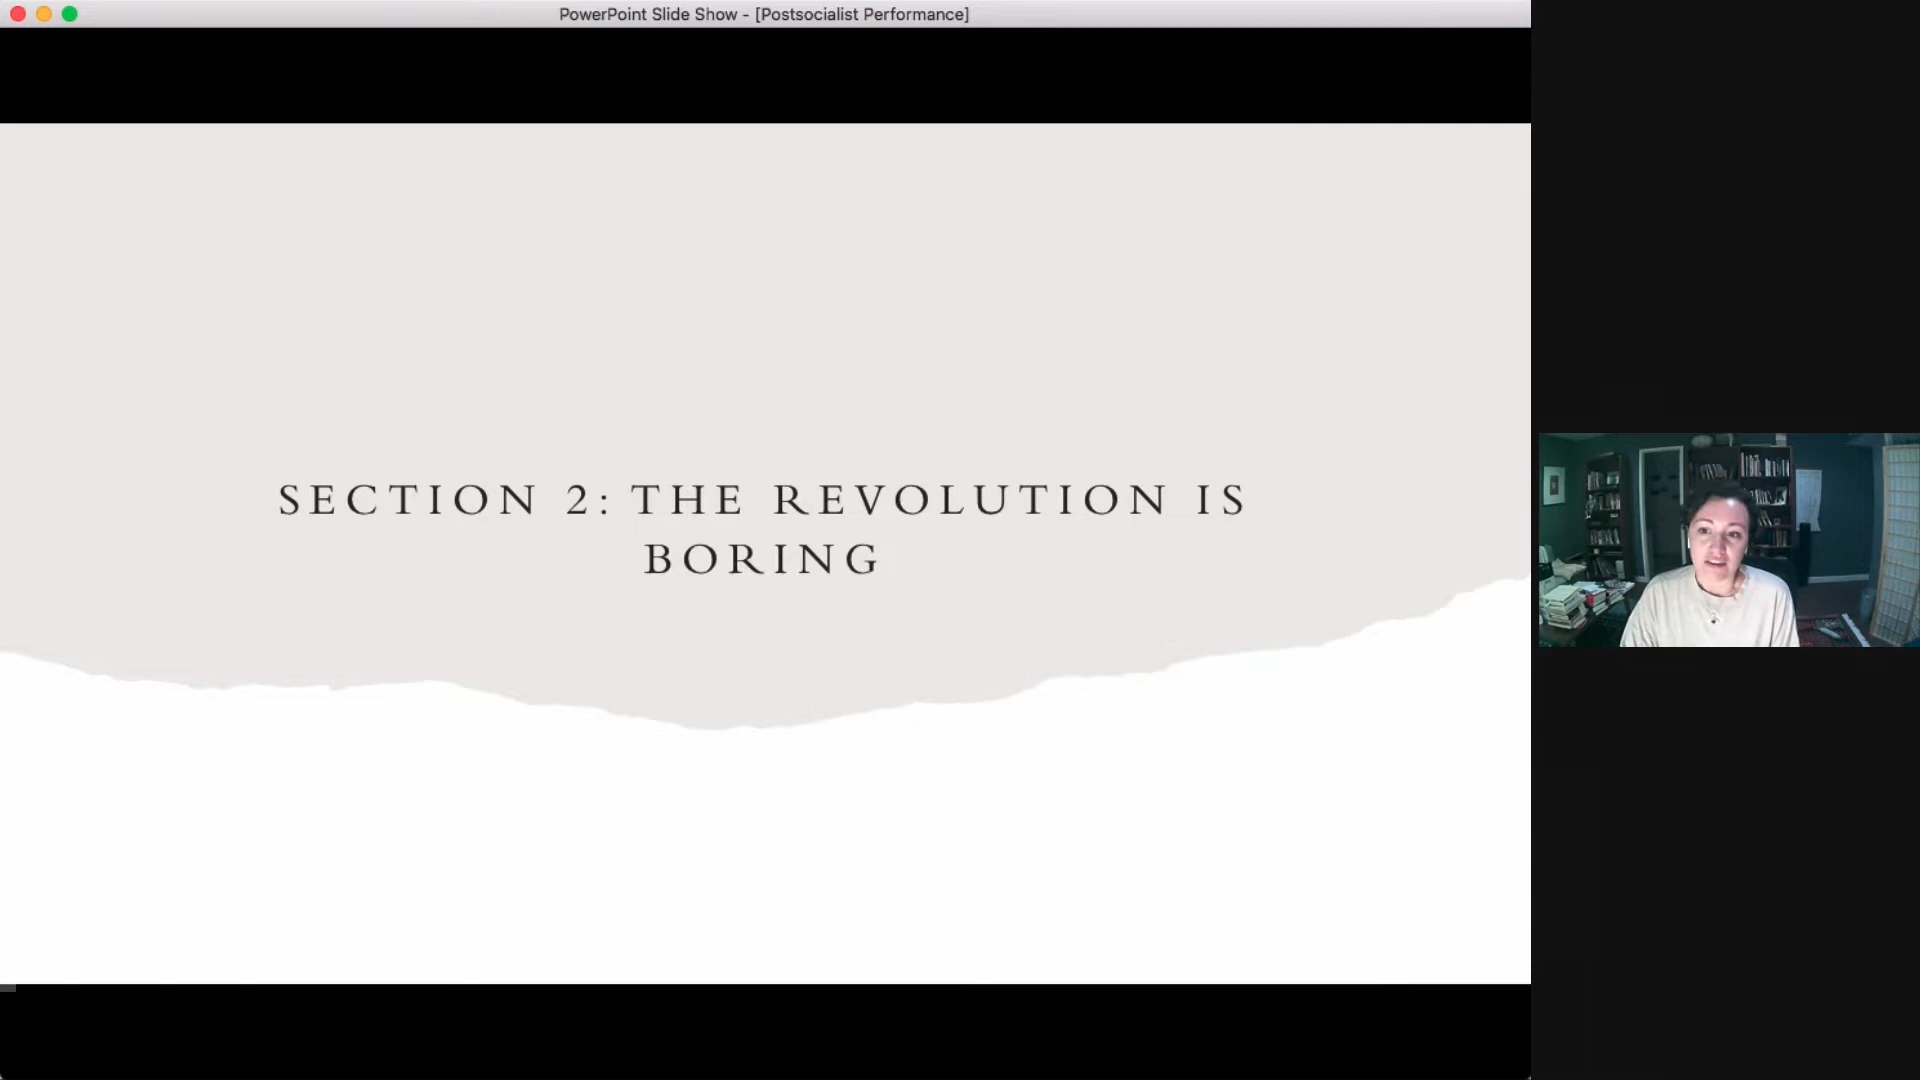 PowerPoint Slide Show - [Postsocialist Performance]
SECTION 2: THE REVOLUTION IS
BORING